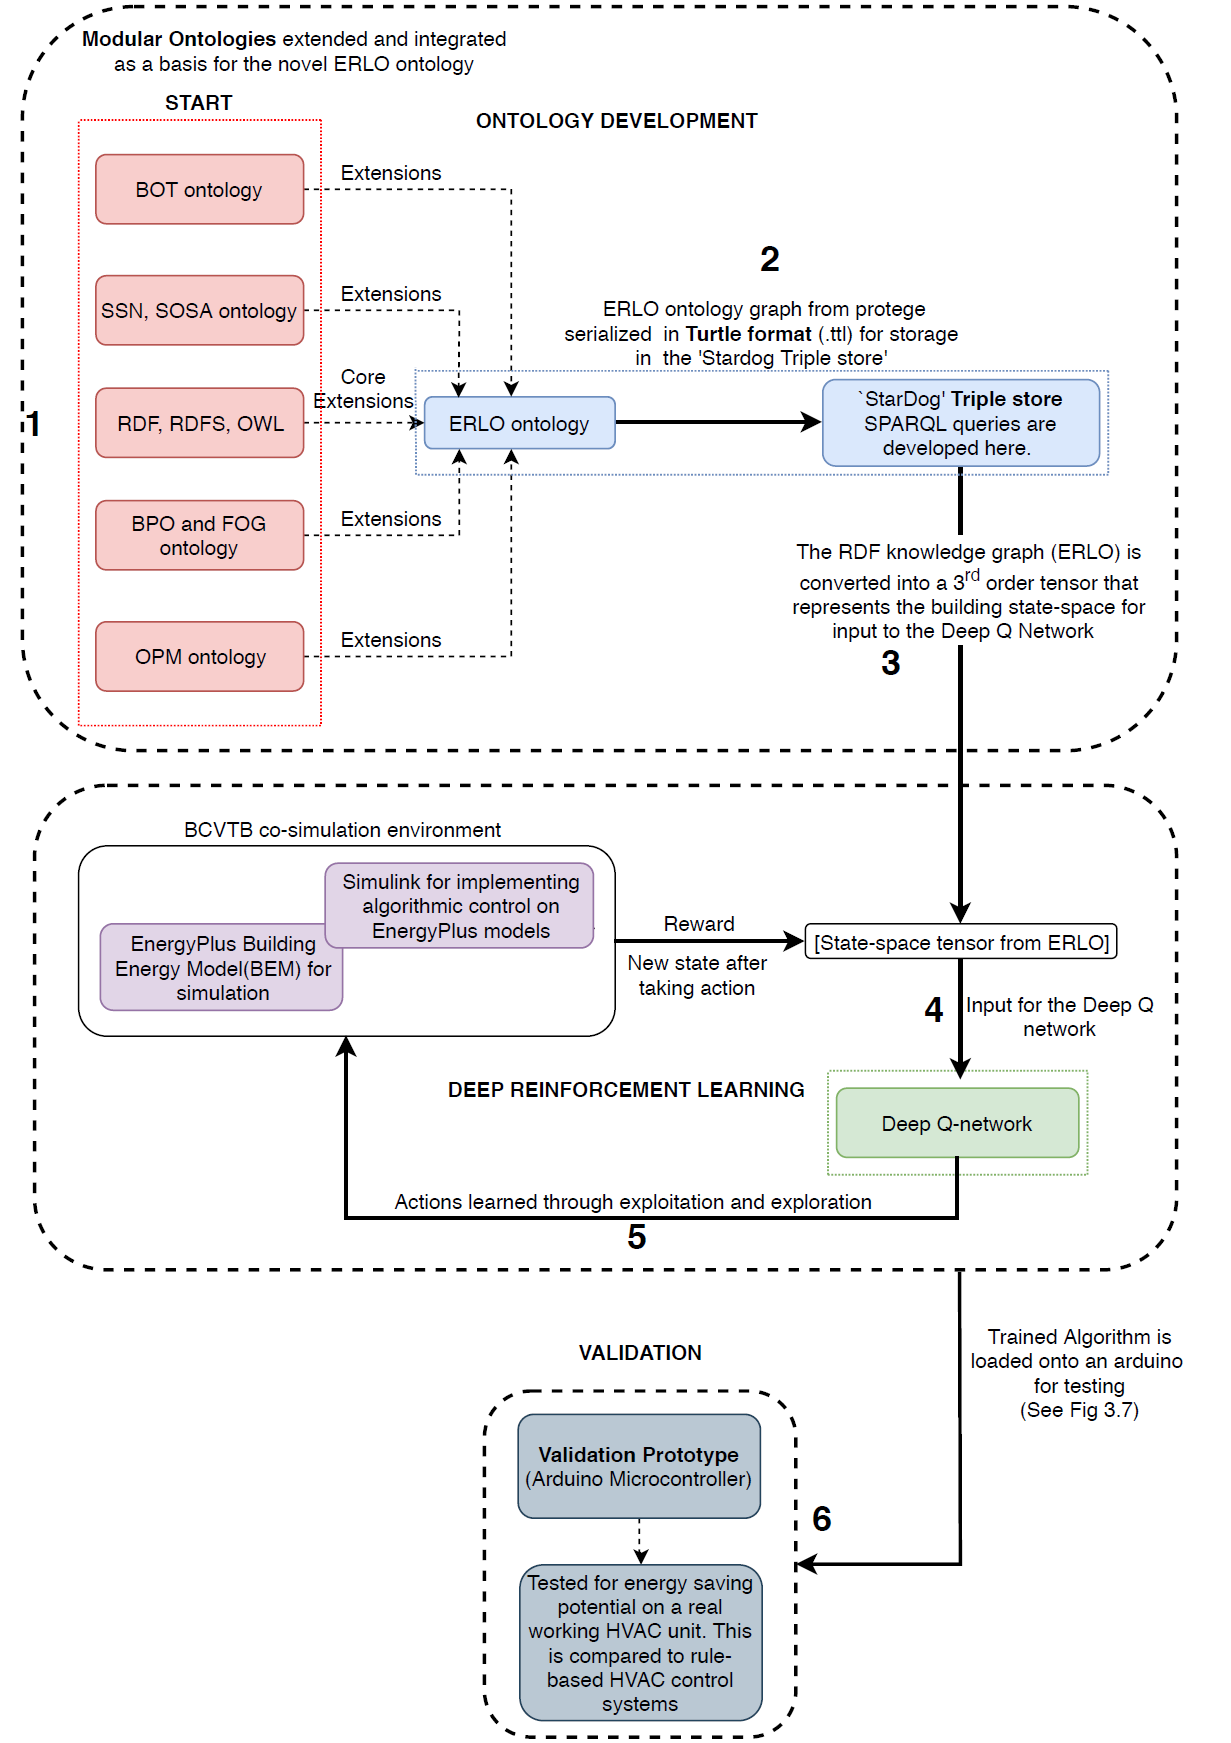 Modular Ontologies extended and integrated
as a basis for the novel ERLO ontology
START
ONTOLOGY DEVELOPMENT
1
BOT ontology
Extensions
SSN, SOSA ontology
Extensions
RDF, RDFS, OWL
Core
Extensions
BPO and FOG
ontology
Extensions
OPM ontology
Extensions
ERLO ontology
2
ERLO ontology graph from protege
serialized in Turtle format (.ttl) for storage
in the 'Stardog Triple store'
`StarDog' Triple store
SPARQL queries are
developed here.
The RDF knowledge graph (ERLO) is
converted into a 3rd order tensor that
represents the building state-space for
input to the Deep Q Network
3
BCVTB co-simulation environment
Simulink for implementing
algorithmic control on
EnergyPlus models
EnergyPlus Building
Energy Model(BEM) for
simulation
Reward
New state after
taking action
[State-space tensor from ERLO]
4
Input for the Deep Q
network
DEEP REINFORCEMENT LEARNING
Deep Q-network
Actions learned through exploitation and exploration
5
Trained Algorithm is
loaded onto an arduino
for testing
(See Fig 3.7)
VALIDATION
Validation Prototype
(Arduino Microcontroller)
6
Tested for energy saving
potential on a real
working HVAC unit. This
is compared to rule-
based HVAC control
systems